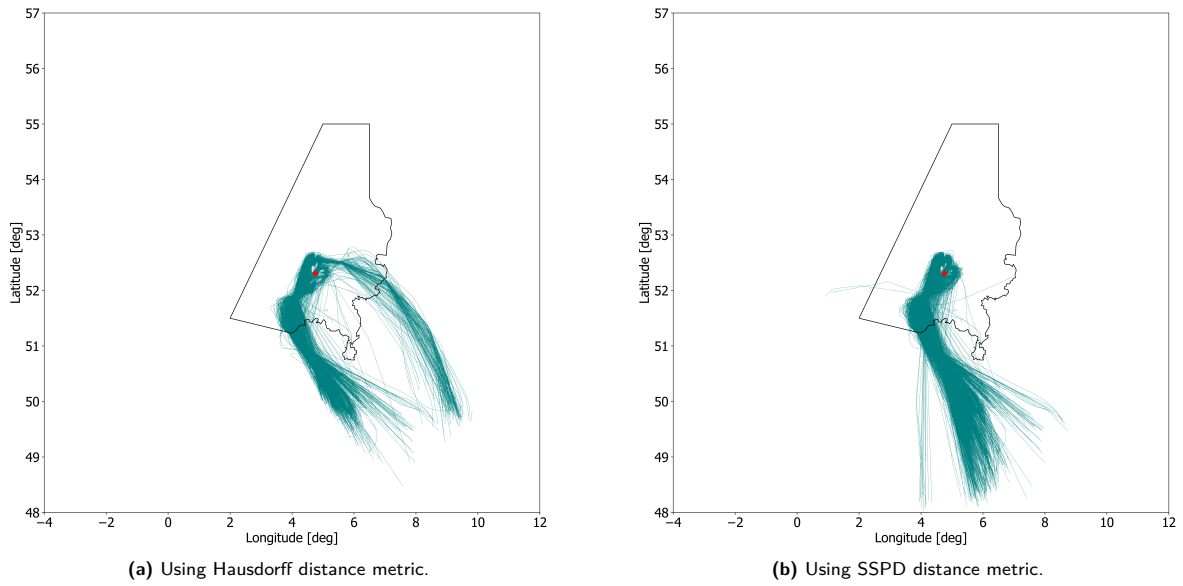 57
56
55
54
53
52
51
50
49
48
Latitude [deg]
−4 −2 0 2 4 6 8 10 12
Longitude [deg]
(a) Using Hausdorff distance metric.
57
56
55
54
53
52
51
50
49
48
Latitude [deg]
−4 −2 0 2 4 6 8 10 12
Longitude [deg]
(b) Using SSPD distance metric.